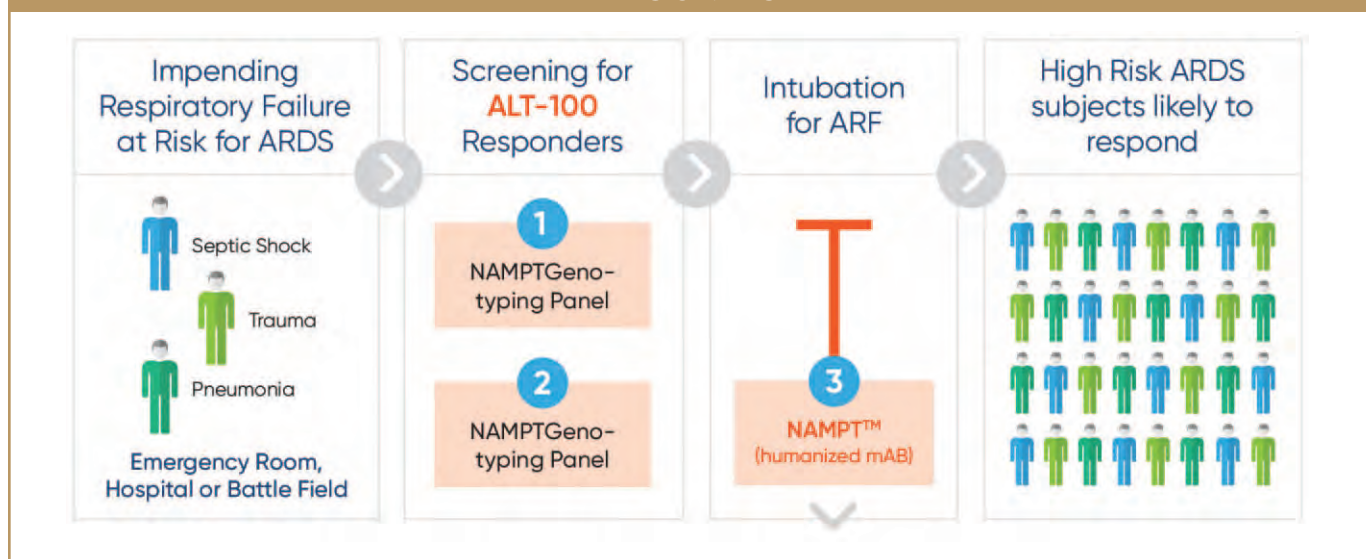 Impending
Respiratory Failure
at Risk for ARDS
Septic Shock
Trauma
Pneumonia
Emergency Room,
Hospital or Battle Field
Screening for
ALT-100
Responders
1
NAMPTGeno-
typing Panel
2
NAMPTGeno-
typing Panel
Intubation
for ARF
3
NAMPT™
(humanized mAB)
High Risk ARDS
subjects likely to
respond